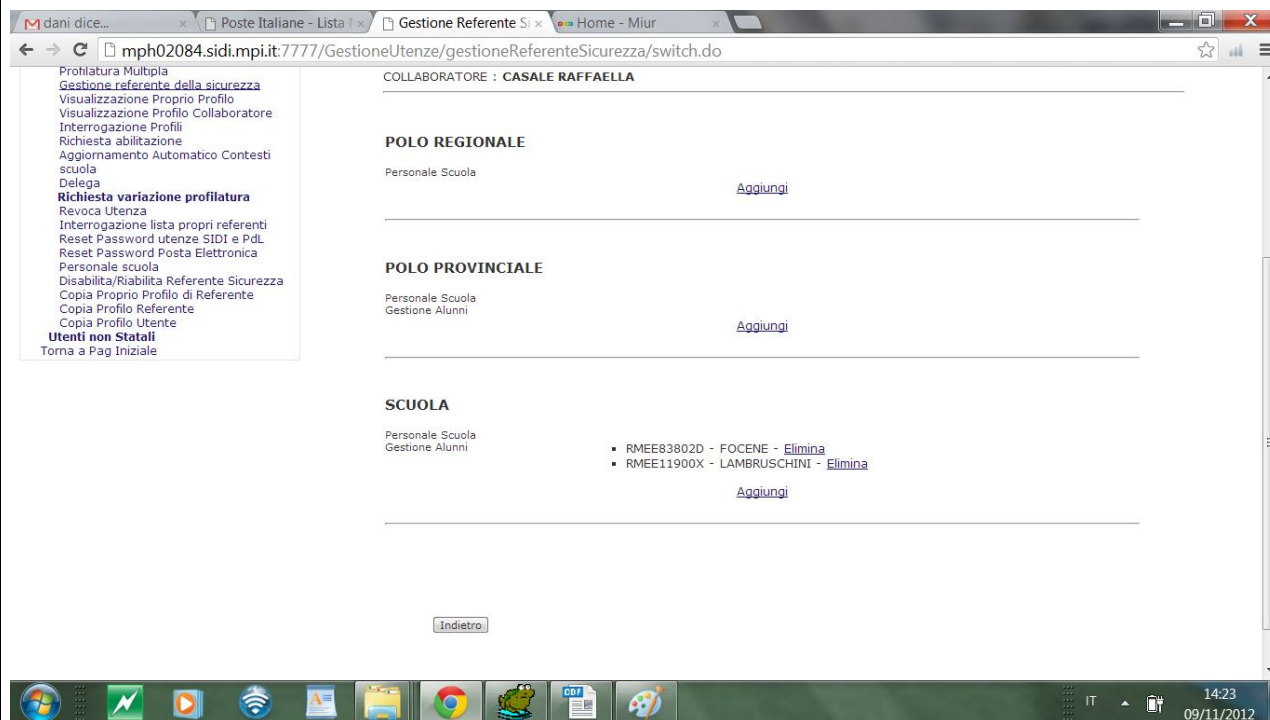 dani dice...
Poste Italiane - Lista
Gestione Referente Si
Home - Miur
mph02084.sidi.mpi.it:7777/GestioneUtenze/gestioneReferenteSicurezza/switch.do
Profilatura Multipla
Gestione referente della sicurezza
Visualizzazione Proprio Profilo
Visualizzazione Profilo Collaboratore
Interrogazione Profili
Richiesta abilitazione
Aggiornamento Automatico Contesti
scuola
Delega
Richiesta variazione profilatura
Revoca Utenza
Interrogazione lista propri referenti
Reset Password utenze SIDI e PdL
Reset Password Posta Elettronica
Personale scuola
Disabilita/Riabilita Referente Sicurezza
Copia Proprio Profilo di Referente
Copia Profilo Referente
Copia Profilo Utente
Utenti non Statali
Torna a Pag Iniziale
COLLABORATORE : CASALE RAFFAELLA
POLO REGIONALE
Personale Scuola
Aggiungi
POLO PROVINCIALE
Personale Scuola
Gestione Alunni
Aggiungi
SCUOLA
Personale Scuola
Gestione Alunni
RMEE83802D - FOCENE - Elimina
RMEE11900X - LAMBRUSCHINI - Elimina
Aggiungi
Indietro
CDF
IT
14:23
09/11/2012